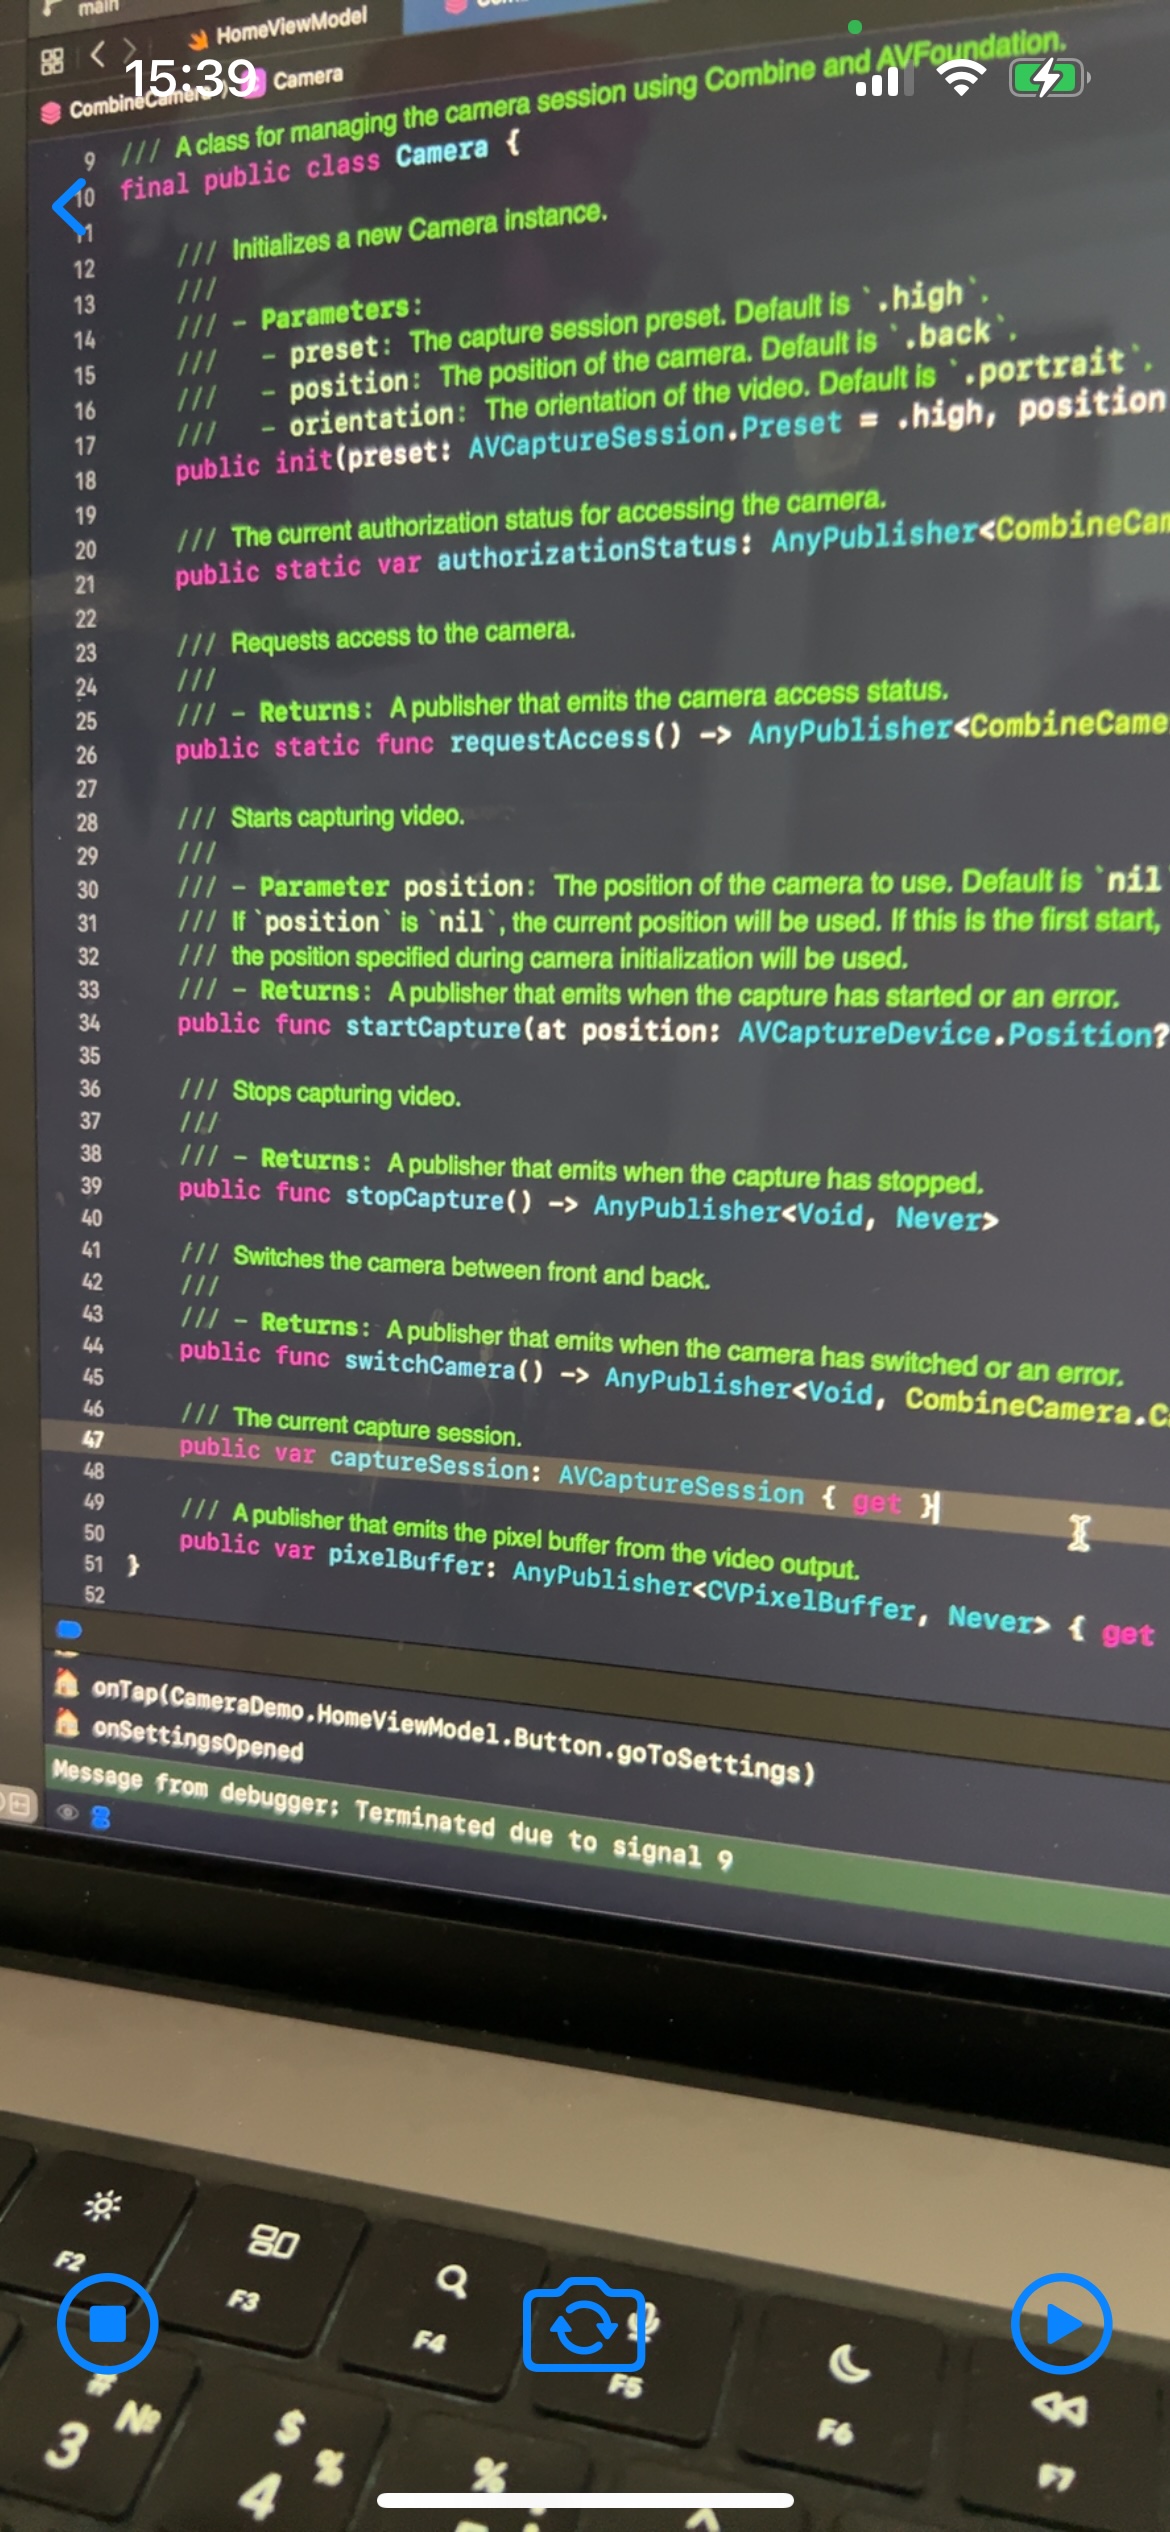 main
HomeViewModel
15:39
CombineCamera
Camera
9 /// A class for managing the camera session using Combine and AVFoundation.
10 final public class Camera {
11
12 /// Initializes a new Camera instance.
13 ///
14 /// - Parameters:
15 /// - preset: The capture session preset. Default is `.high`.
16 /// - position: The position of the camera. Default is `.back`.
17 /// - orientation: The orientation of the video. Default is `.portrait`.
18 public init(preset: AVCaptureSession.Preset = .high, position
19
20 /// The current authorization status for accessing the camera.
21 public static var authorizationStatus: AnyPublisher<CombineCam
22
23 /// Requests access to the camera.
24 ///
25 /// - Returns: A publisher that emits the camera access status.
26 public static func requestAccess() -> AnyPublisher<CombineCame
27
28 /// Starts capturing video.
29 ///
30 /// - Parameter position: The position of the camera to use. Default is `nil`
31 /// If `position` is `nil`, the current position will be used. If this is the first start,
32 /// the position specified during camera initialization will be used.
33 /// - Returns: A publisher that emits when the capture has started or an error.
34 public func startCapture(at position: AVCaptureDevice.Position?
35
36 /// Stops capturing video.
37 ///
38 /// - Returns: A publisher that emits when the capture has stopped.
39 public func stopCapture() -> AnyPublisher<Void, Never>
40
41 /// Switches the camera between front and back.
42 ///
43 /// - Returns: A publisher that emits when the camera has switched or an error.
44 public func switchCamera() -> AnyPublisher<Void, CombineCamera.C
45
46 /// The current capture session.
47 public var captureSession: AVCaptureSession { get }
48
49 /// A publisher that emits the pixel buffer from the video output.
50 public var pixelBuffer: AnyPublisher<CVPixelBuffer, Never> { get
51 }
52
onTap(CameraDemo.HomeViewModel.Button.goToSettings)
onSettingsOpened
Message from debugger: Terminated due to signal 9
F2
F3
F4
F5
F6
F7
# №
3
$ %
4
%